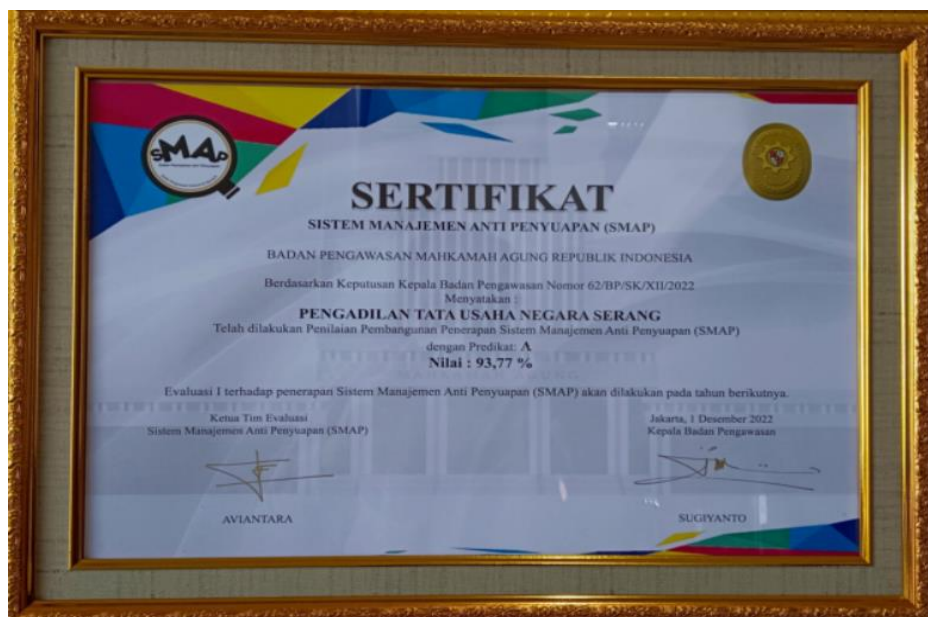 SMAP
SERTIFIKAT
SISTEM MANAJEMEN ANTI PENYUAPAN (SMAP)
BADAN PENGAWASAN MAHKAMAH AGUNG REPUBLIK INDONESIA
Berdasarkan Keputusan Kepala Badan Pengawasan Nomor 62/BP/SK/XII/2022
Menyatakan :
PENGADILAN TATA USAHA NEGARA SERANG
Telah dilakukan Penilaian Pembangunan Penerapan Sistem Manajemen Anti Penyuapan (SMAP)
dengan Predikat: A
Nilai : 93,77 %
MAHKAMAH AGUNG
Evaluasi I terhadap penerapan Sistem Manajemen Anti Penyuapan (SMAP) akan dilakukan pada tahun berikutnya.
Ketua Tim Evaluasi
Sistem Manajemen Anti Penyuapan (SMAP)
AVIANTARA
Jakarta, 1 Desember 2022
Kepala Badan Pengawasan
SUGIYANTO